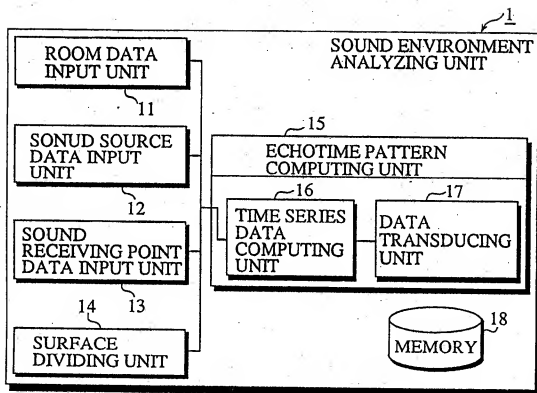 1
SOUND ENVIRONMENT
ANALYZING UNIT
ROOM DATA
INPUT UNIT
11
SONUD SOURCE
DATA INPUT
UNIT
12
SOUND
RECEIVING POINT
DATA INPUT UNIT
13
14
SURFACE
DIVIDING UNIT
15
ECHOTIME PATTERN
COMPUTING UNIT
16
TIME SERIES
DATA
COMPUTING
UNIT
17
DATA
TRANSDUCING
UNIT
MEMORY
18